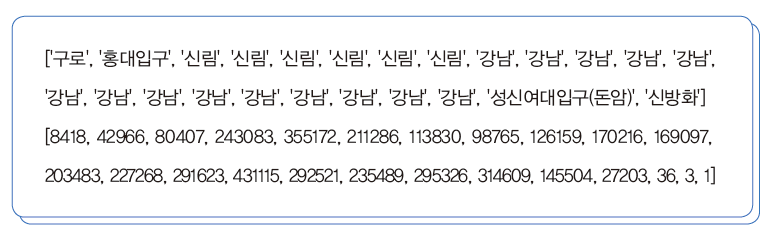 ['구로', '홍대입구', '신림', '신림', '신림', '신림', '신림', '신림', '강남', '강남', '강남', '강남', '강남',
'강남', '강남', '강남', '강남', '강남', '강남', '강남', '강남', '강남', '성신여대입구(돈암)', '신방화']
[8418, 42966, 80407, 243083, 355172, 211286, 113830, 98765, 126159, 170216, 169097,
203483, 227268, 291623, 431115, 292521, 235489, 295326, 314609, 145504, 27203, 36, 3, 1]